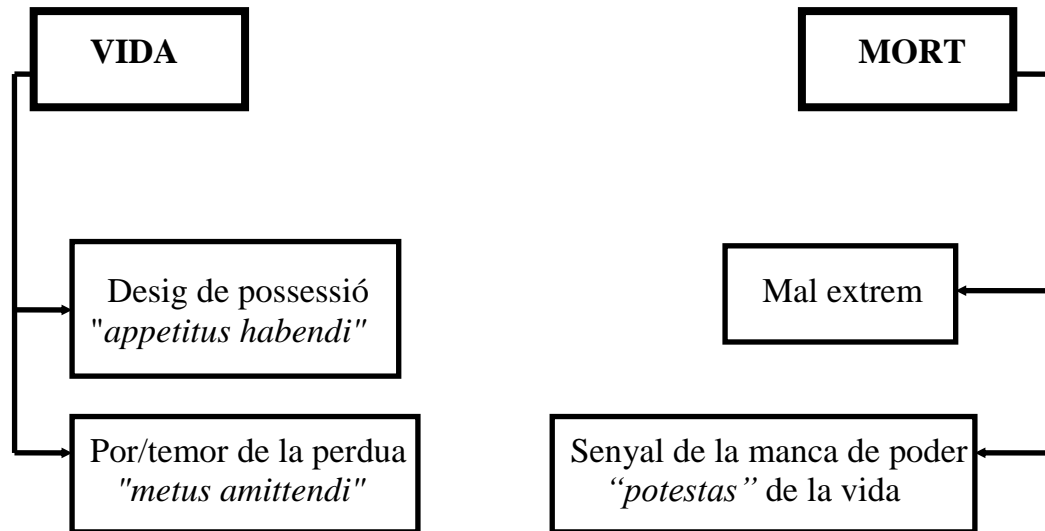 VIDA
MORT
Desig de possessió
"appetitus habendi"
Mal extrem
Por/temor de la perdua
"metus amittendi"
Senyal de la manca de poder
“potestas” de la vida